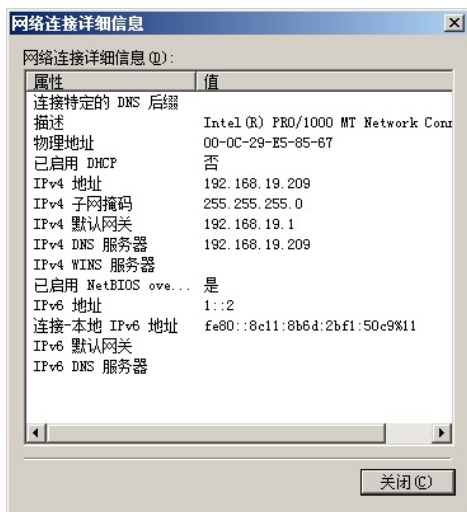 网络连接详细信息
网络连接详细信息(D):
属性 值
连接特定的 DNS 后缀
描述 Intel(R) PRO/1000 MT Network Conn
物理地址 00-0C-29-E5-85-67
已启用 DHCP 否
IPv4 地址 192.168.19.209
IPv4 子网掩码 255.255.255.0
IPv4 默认网关 192.168.19.1
IPv4 DNS 服务器 192.168.19.209
IPv4 WINS 服务器
已启用 NetBIOS ove... 是
IPv6 地址 1::2
连接-本地 IPv6 地址 fe80::8c11:8b6d:2bf1:50c9%11
IPv6 默认网关
IPv6 DNS 服务器
关闭(C)